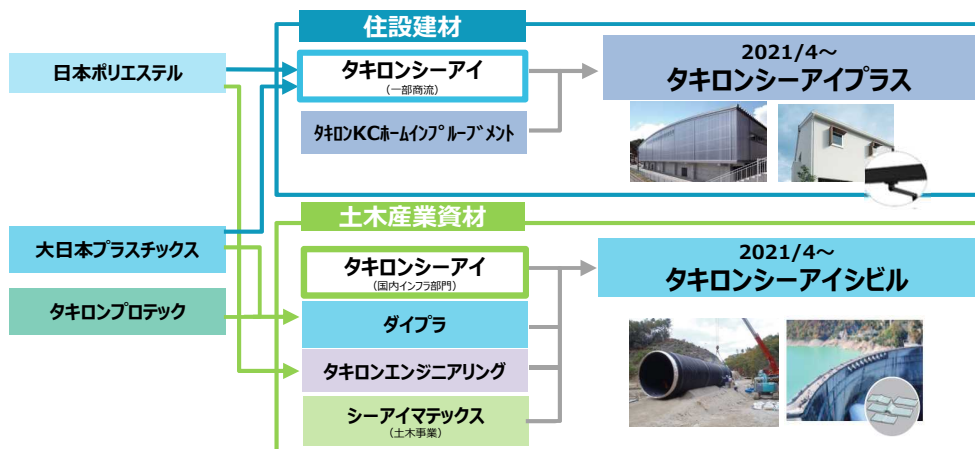 住設建材
日本ポリエステル
タキロンシーアイ
(一部商流)
タキロンKCホームインプルーブメント
2021/4～
タキロンシーアイプラス
土木産業資材
大日本プラスチックス
タキロンプロテック
タキロンシーアイ
(国内インフラ部門)
ダイプラ
タキロンエンジニアリング
シーアイマテックス
(土木事業)
2021/4～
タキロンシーアイシビル